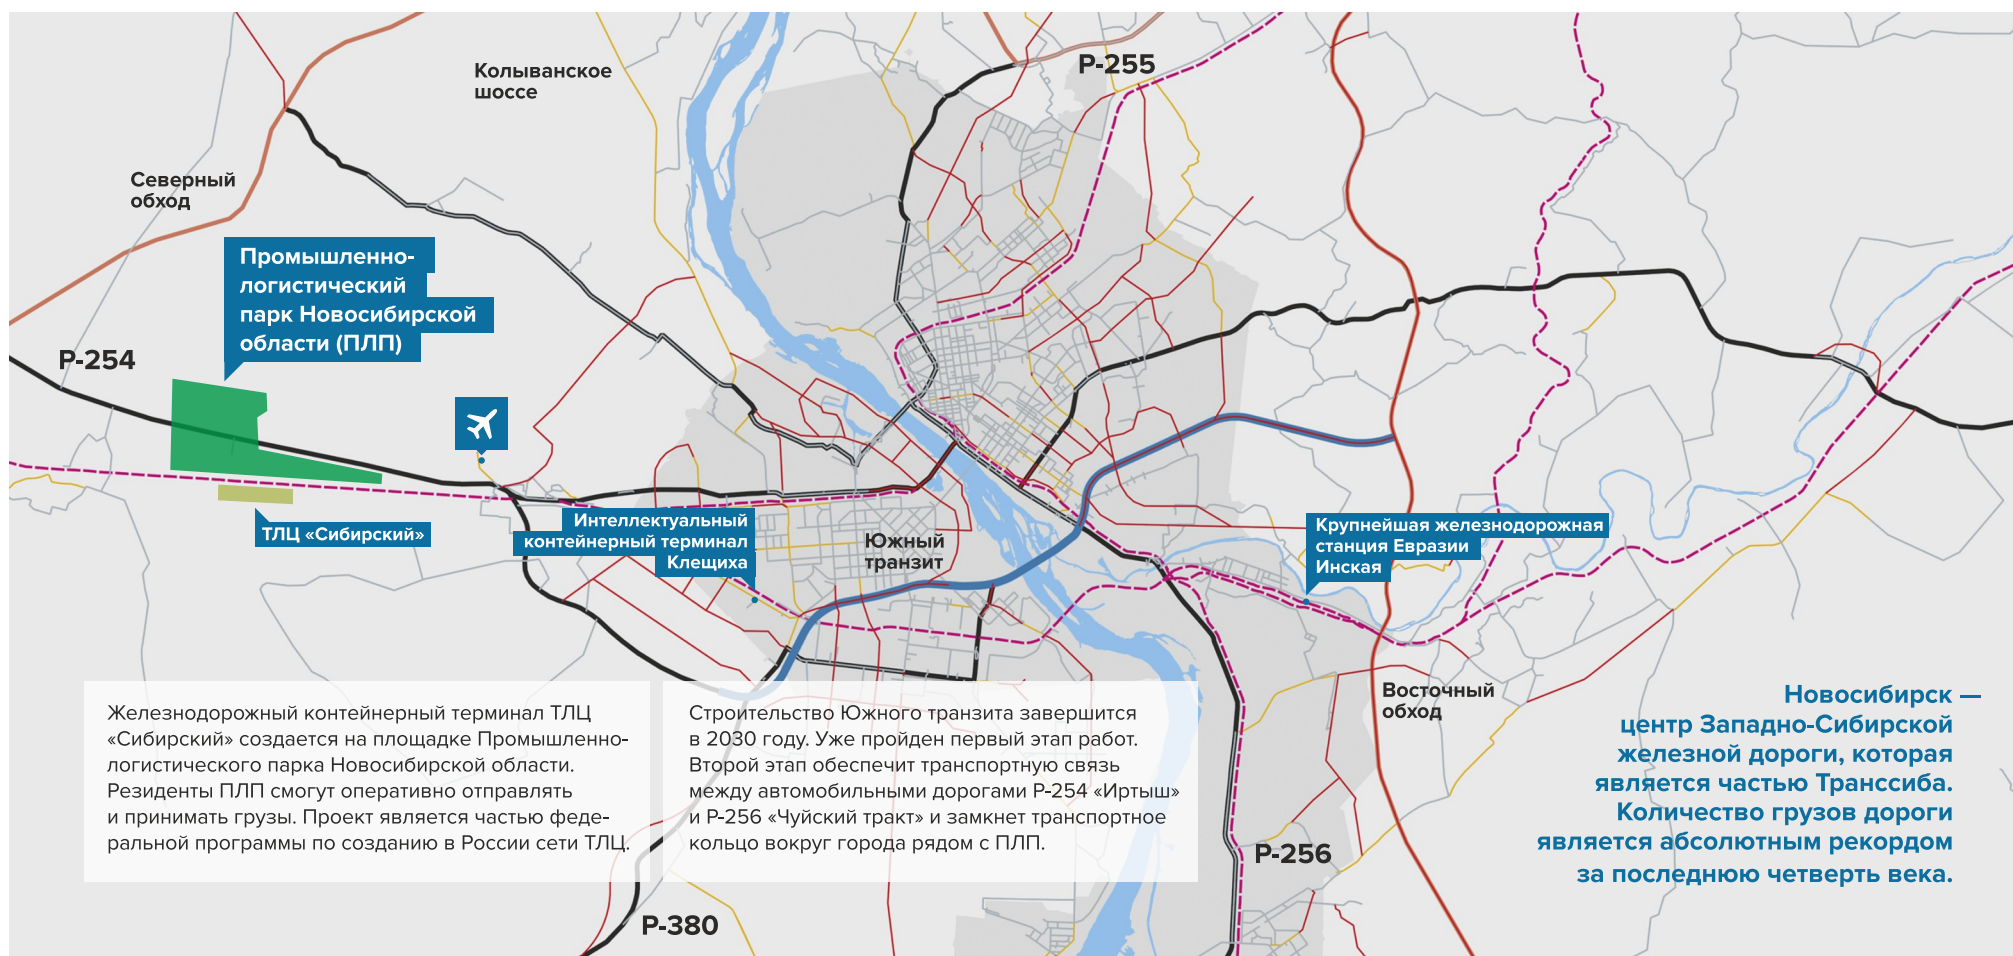 Р-255
Колыванское
шоссе
Северный
обход
Промышленно-
логистический
парк Новосибирской
области (ПЛП)
Р-254
ТЛЦ «Сибирский»
Интеллектуальный
контейнерный терминал
Клещиха
Южный
транзит
Крупнейшая железнодорожная
станция Евразии
Инская
Восточный
обход
Железнодорожный контейнерный терминал ТЛЦ
«Сибирский» создается на площадке Промышленно-
логистического парка Новосибирской области.
Резиденты ПЛП смогут оперативно отправлять
и принимать грузы. Проект является частью феде-
ральной программы по созданию в России сети ТЛЦ.
Строительство Южного транзита завершится
в 2030 году. Уже пройден первый этап работ.
Второй этап обеспечит транспортную связь
между автомобильными дорогами Р-254 «Иртыш»
и Р-256 «Чуйский тракт» и замкнет транспортное
кольцо вокруг города рядом с ПЛП.
Новосибирск —
центр Западно-Сибирской
железной дороги, которая
является частью Транссиба.
Количество грузов дороги
является абсолютным рекордом
за последнюю четверть века.
Р-256
Р-380